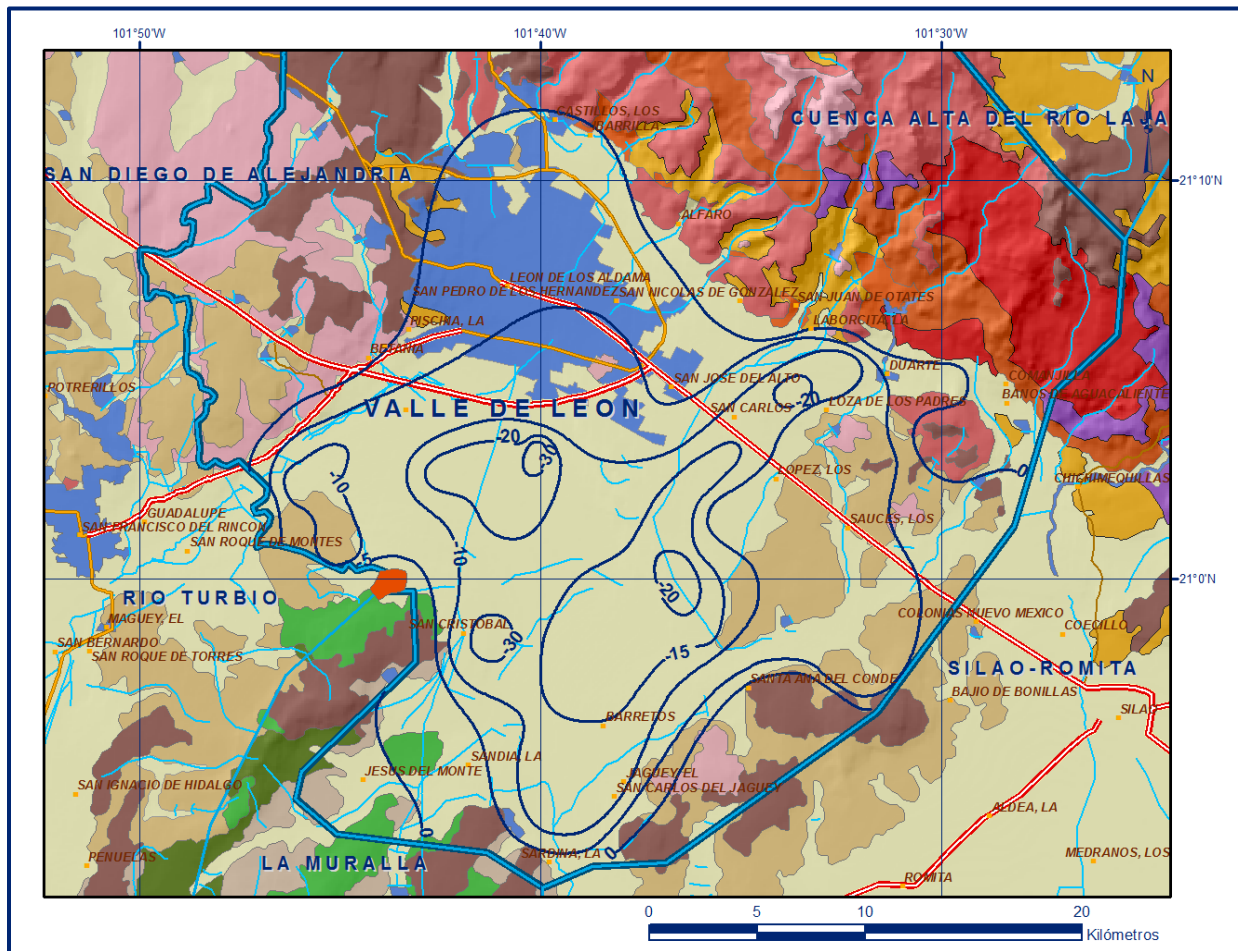 101°50'W
101°40'W
101°30'W
N
CASTILLOS, LOS
BARRILLA
CUENCA ALTA DEL RIO LAJA
SAN DIEGO DE ALEJANDRIA
21°10'N
ALFARO
LEON DE LOS ALDAMA
SAN PEDRO DE LOS HERNANDEZ
SAN NICOLAS DE GONZALEZ
SAN JUAN DE OTATES
PISCINA, LA
LABORCITA, LA
BETANIA
DUARTE
POTRERILLOS
SAN JOSE DEL ALTO
COMANJILLA
-20
BAÑOS DE AGUACALIENTE
VALLE DE LEON
SAN CARLOS
LOZA DE LOS PADRES
-20
-30
-10
LOPEZ, LOS
0
CHICHIMEQUILLAS
GUADALUPE
SAN FRANCISCO DEL RINCON
SAUCES, LOS
SAN ROQUE DE MONTES
-5
-10
21°0'N
-20
RIO TURBIO
MAGUEY, EL
SAN CRISTOBAL
COLONIAS NUEVO MEXICO
COECILLO
SAN BERNARDO
SAN ROQUE DE TORRES
-30
-15
SILAO-ROMITA
SANTA ANA DEL CONDE
BAJIO DE BONILLAS
SILA
BARRETOS
SANDIA, LA
JESUS DEL MONTE
JAGUEY, EL
SAN IGNACIO DE HIDALGO
SAN CARLOS DEL JAGUEY
ALDEA, LA
0
0
PENUELAS
LA MURALLA
SARDINA, LA
MEDRANOS, LOS
ROMITA
0 5 10 20
Kilómetros